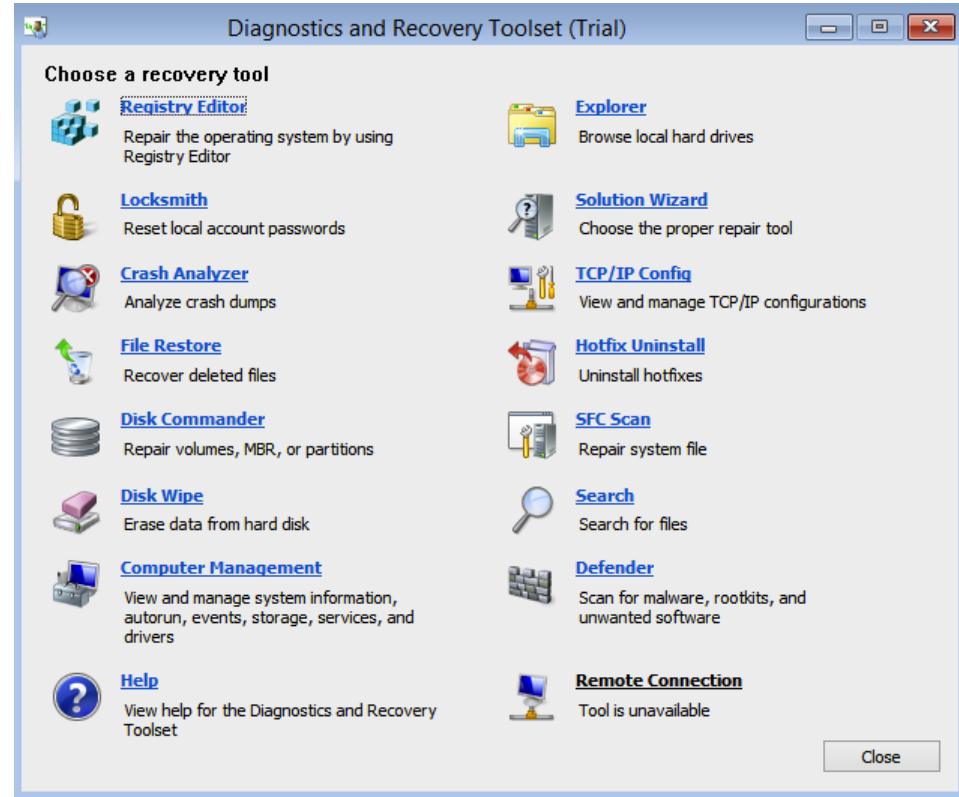 Diagnostics and Recovery Toolset (Trial)
Choose a recovery tool
Registry Editor
Repair the operating system by using
Registry Editor
Explorer
Browse local hard drives
Locksmith
Reset local account passwords
Solution Wizard
Choose the proper repair tool
Crash Analyzer
Analyze crash dumps
TCP/IP Config
View and manage TCP/IP configurations
File Restore
Recover deleted files
Hotfix Uninstall
Uninstall hotfixes
Disk Commander
Repair volumes, MBR, or partitions
SFC Scan
Repair system file
Disk Wipe
Erase data from hard disk
Search
Search for files
Computer Management
View and manage system information,
autorun, events, storage, services, and
drivers
Defender
Scan for malware, rootkits, and
unwanted software
Help
View help for the Diagnostics and Recovery
Toolset
Remote Connection
Tool is unavailable
Close